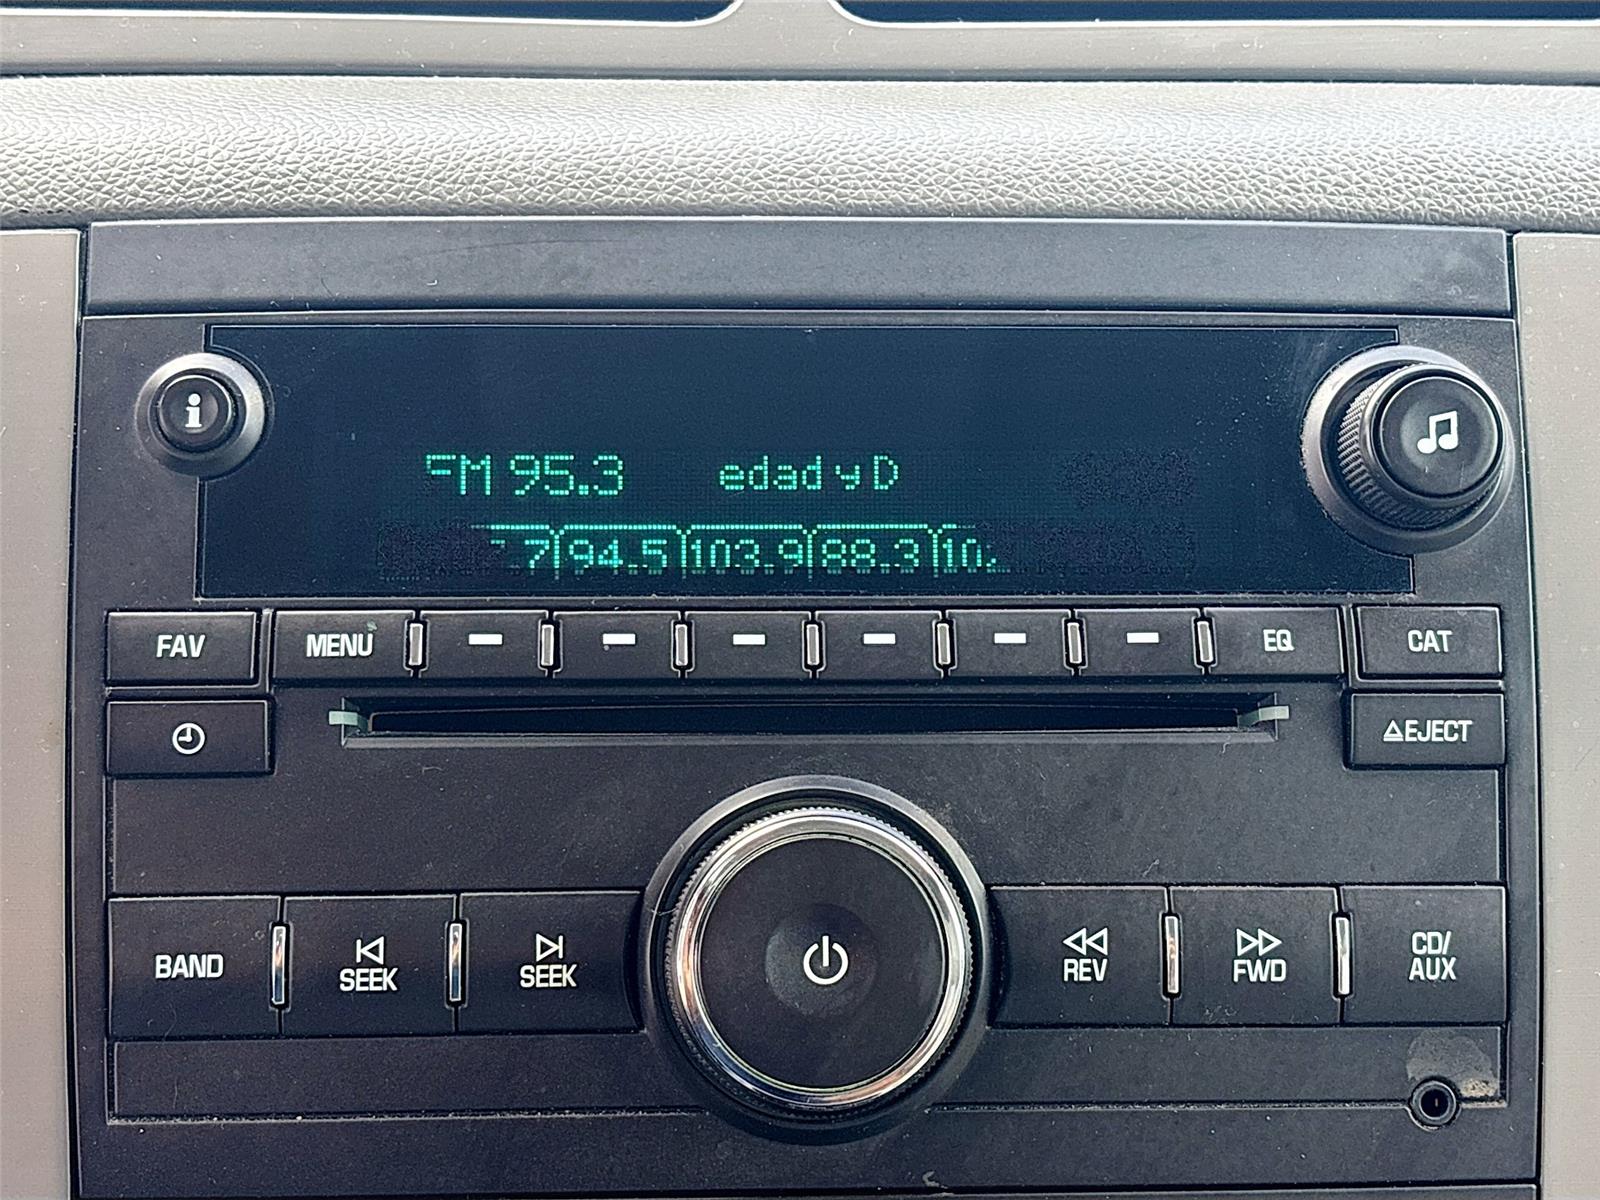 FM 95.3 edad y D
7 94.5 103.9 88.3 10
FAV MENU EQ CAT
EJECT
BAND SEEK SEEK REV FWD CD/
AUX